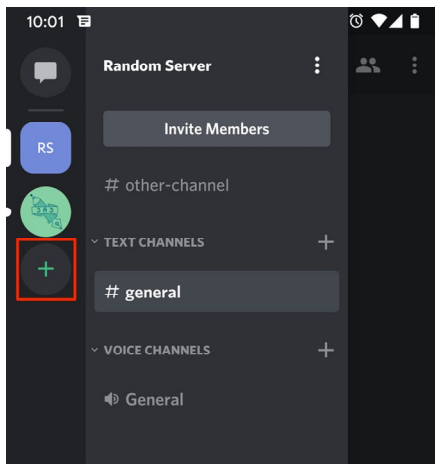 10:01
Random Server
Invite Members
RS
# other-channel
TEXT CHANNELS
# general
VOICE CHANNELS
General